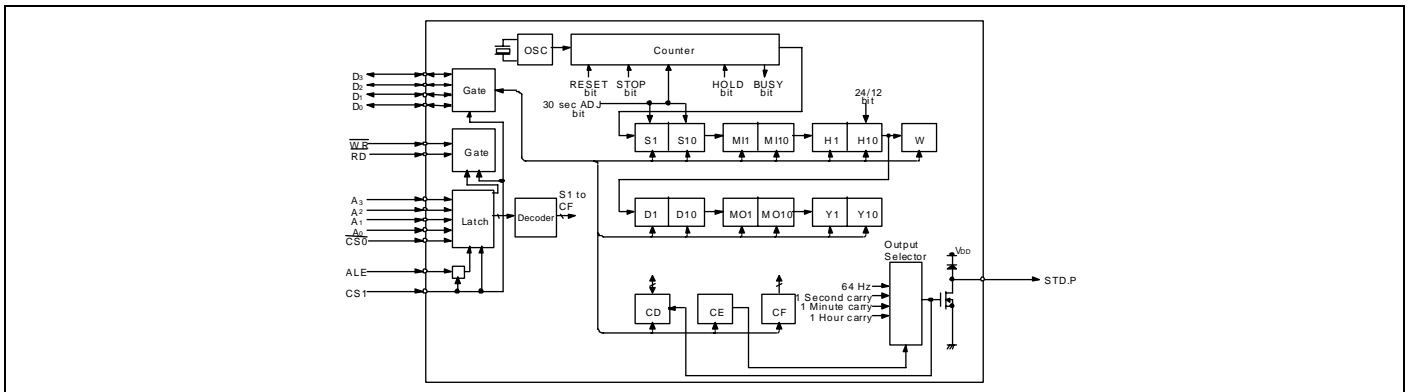 OSC
Counter
RESET bit
STOP bit
HOLD bit
BUSY bit
30 sec ADJ bit
24/12 bit
D3
D2
D1
D0
Gate
S1
S10
MI1
MI10
H1
H10
W
WR
RD
Gate
A3
A2
A1
A0
CS0
Latch
Decoder
S1 to CF
D1
D10
MO1
MO10
Y1
Y10
ALE
CS1
Output Selector
VDD
STD.P
64 Hz
1 Second carry
1 Minute carry
1 Hour carry
CD
CE
CF